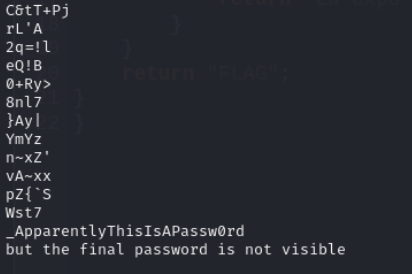 C&tT+Pj
rL'A
2q=!l
eQ!B
0+Ry>
8nl7
}Ay|
YmYz
n~xZ'
vA~xx
pZ{`S
Wst7
_ApparentlyThisIsAPassw0rd
but the final password is not visible
return "FLAG";
}